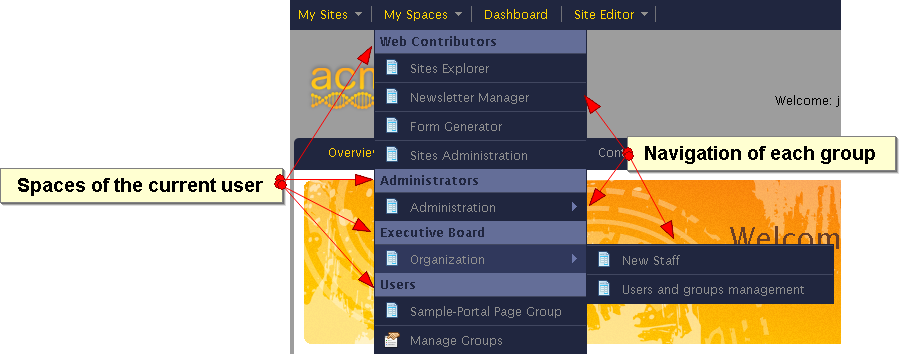 My Sites My Spaces Dashboard Site Editor
Web Contributors
Sites Explorer
acm
Newsletter Manager
Welcome: j
Form Generator
Overview
Sites Administration
Con
Navigation of each group
Spaces of the current user
Administrators
Administration
Executive Board
Welcom
Organization
New Staff
Users
Users and groups management
Sample-Portal Page Group
Manage Groups